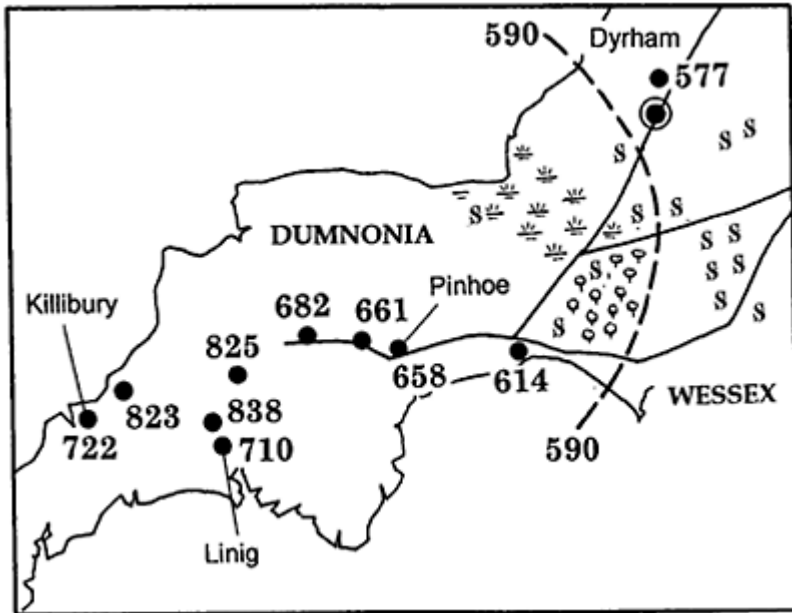 590
Dyrham
577
S
S S
S
S
DUMNONIA
S S
S S
S S
S
S
S
S
Killibury
682
661
Pinhoe
825
658
614
WESSEX
823
838
722
710
590
Linig